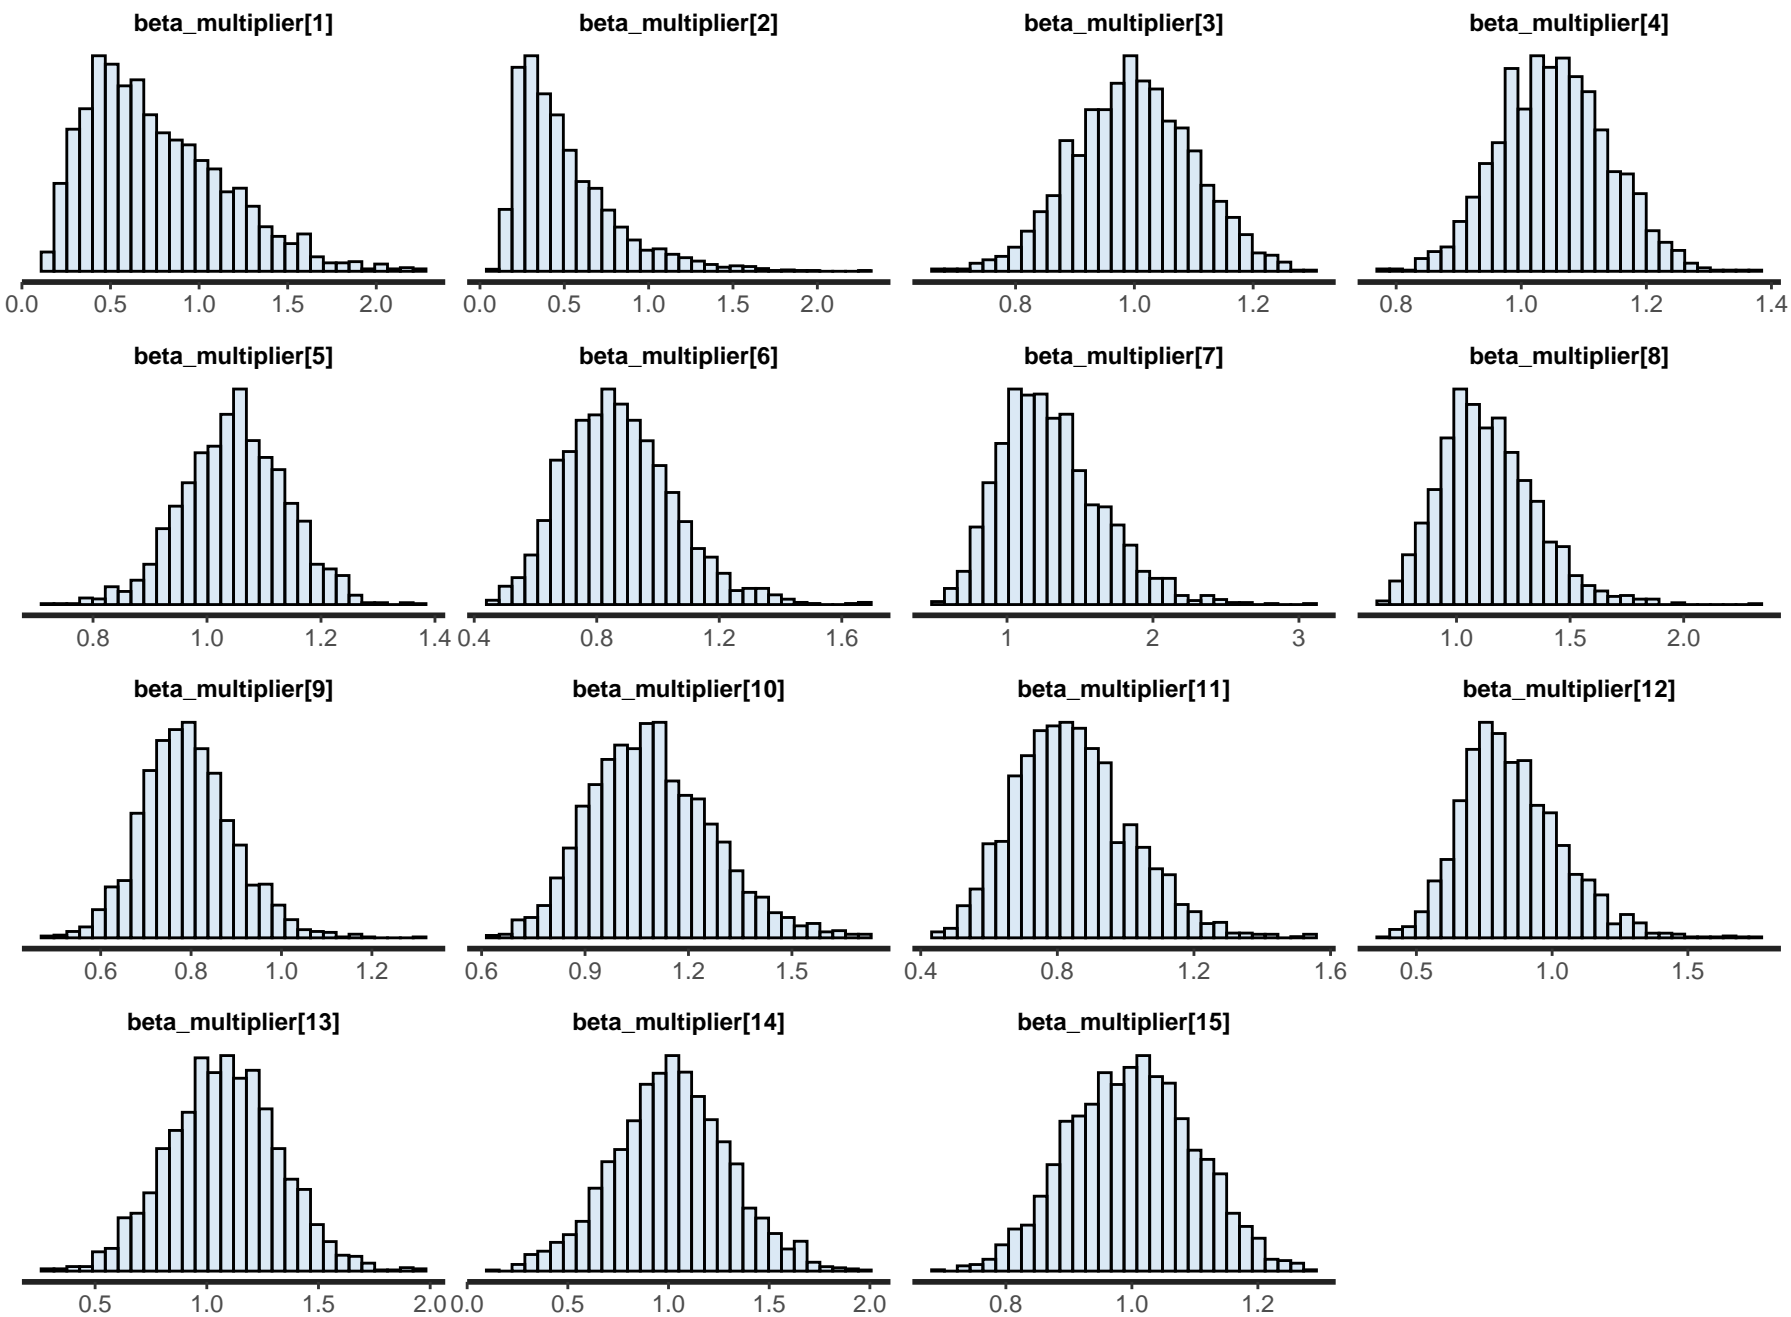 beta_multiplier[1] beta_multiplier[2] beta_multiplier[3] beta_multiplier[4]
0.0 0.5 1.0 1.5 2.0 0.0 0.5 1.0 1.5 2.0 0.8 1.0 1.2 0.8 1.0 1.2 1.4
beta_multiplier[5] beta_multiplier[6] beta_multiplier[7] beta_multiplier[8]
0.8 1.0 1.2 1.4 0.4 0.8 1.2 1.6 1 2 3 1.0 1.5 2.0
beta_multiplier[9] beta_multiplier[10] beta_multiplier[11] beta_multiplier[12]
0.6 0.8 1.0 1.2 0.6 0.9 1.2 1.5 0.4 0.8 1.2 1.6 0.5 1.0 1.5
beta_multiplier[13] beta_multiplier[14] beta_multiplier[15]
0.5 1.0 1.5 2.0 0.0 0.5 1.0 1.5 2.0 0.8 1.0 1.2